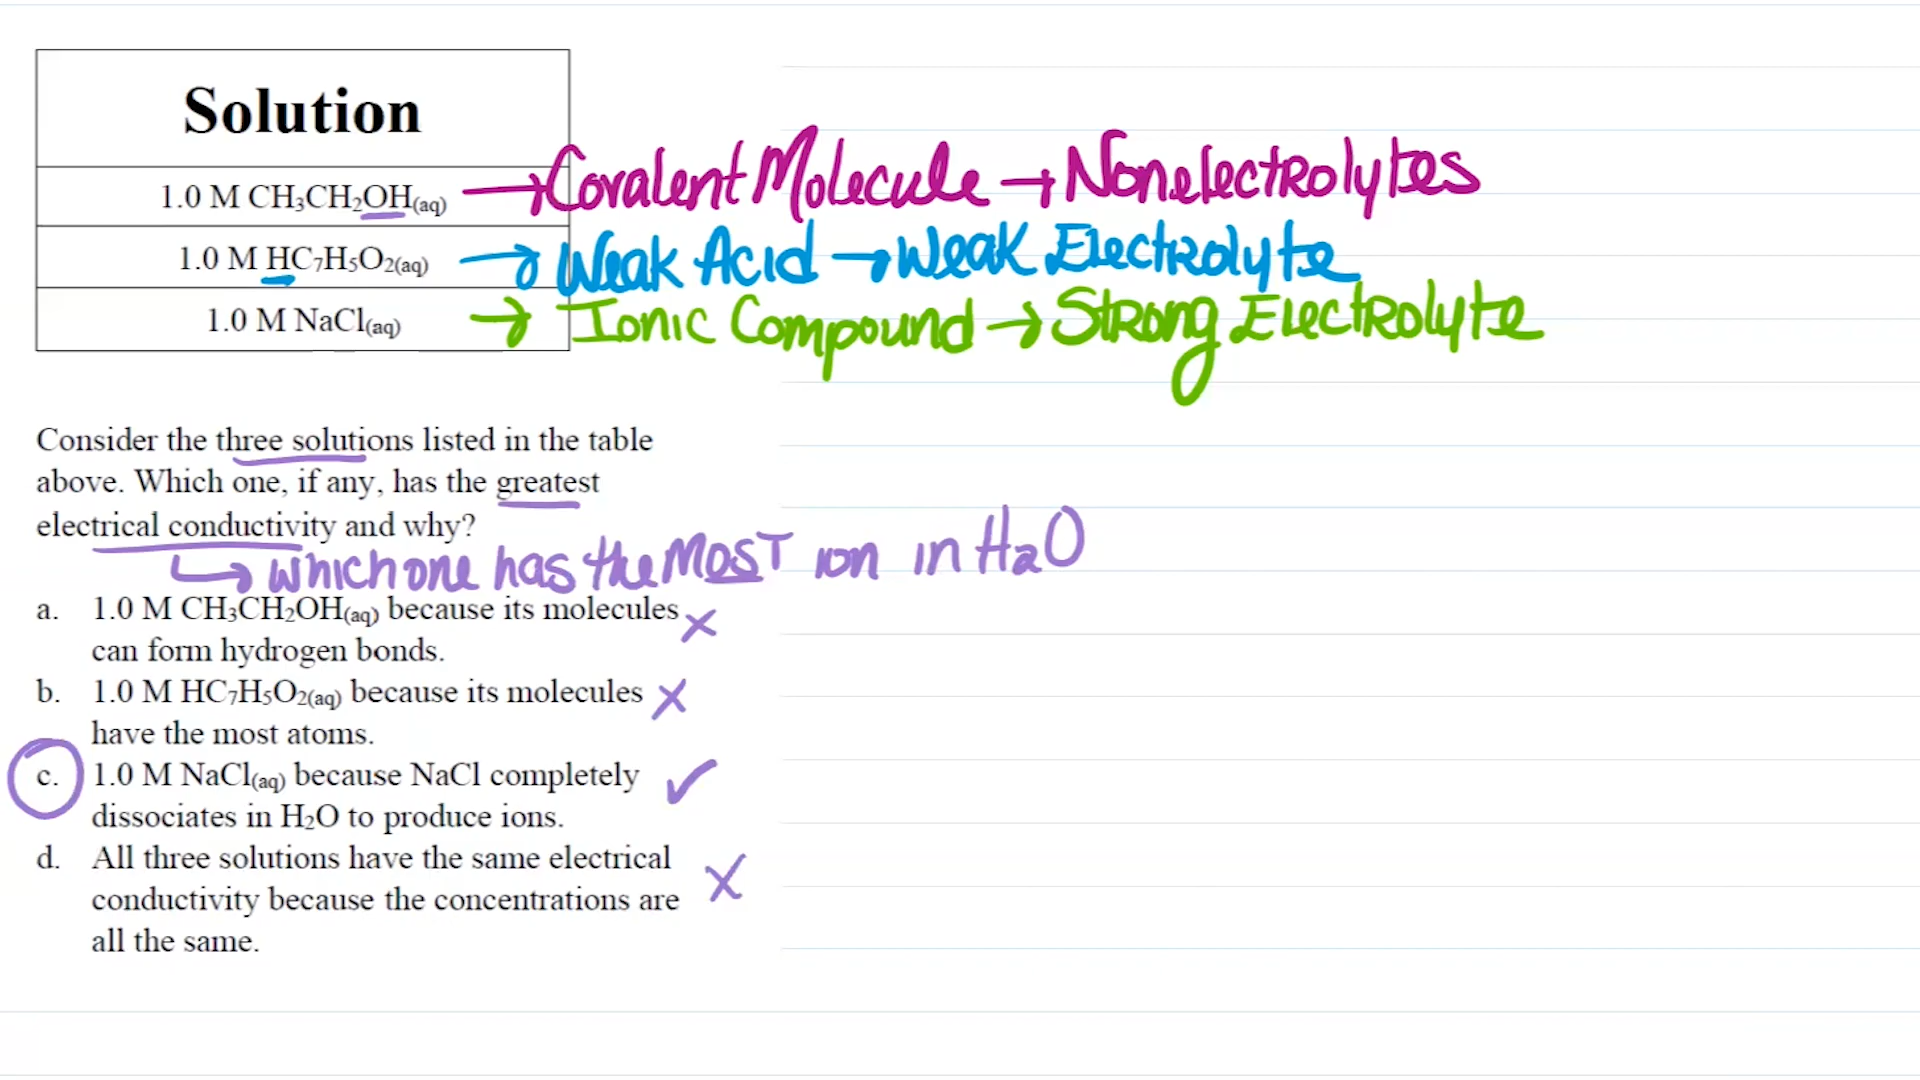 Solution
1.0 M CH₃CH₂OH(aq) → Covalent Molecule → Nonelectrolytes
1.0 M HC₇H₅O₂(aq) → Weak Acid → Weak Electrolyte
1.0 M NaCl(aq) → Ionic Compound → Strong Electrolyte
Consider the three solutions listed in the table
above. Which one, if any, has the greatest
electrical conductivity and why?
↳ which one has the most ion in H₂O
a. 1.0 M CH₃CH₂OH(aq) because its molecules ✗
can form hydrogen bonds.
b. 1.0 M HC₇H₅O₂(aq) because its molecules ✗
have the most atoms.
c. 1.0 M NaCl(aq) because NaCl completely ✓
dissociates in H₂O to produce ions.
d. All three solutions have the same electrical ✗
conductivity because the concentrations are
all the same.